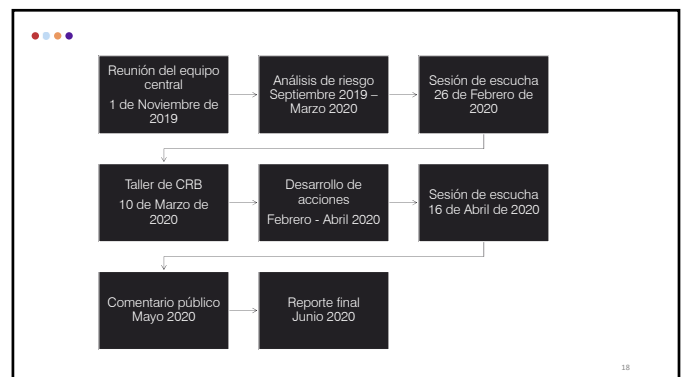 Reunión del equipo
central
1 de Noviembre de
2019
Análisis de riesgo
Septiembre 2019 –
Marzo 2020
Sesión de escucha
26 de Febrero de
2020
Taller de CRB
10 de Marzo de
2020
Desarrollo de
acciones
Febrero - Abril 2020
Sesión de escucha
16 de Abril de 2020
Comentario público
Mayo 2020
Reporte final
Junio 2020
18